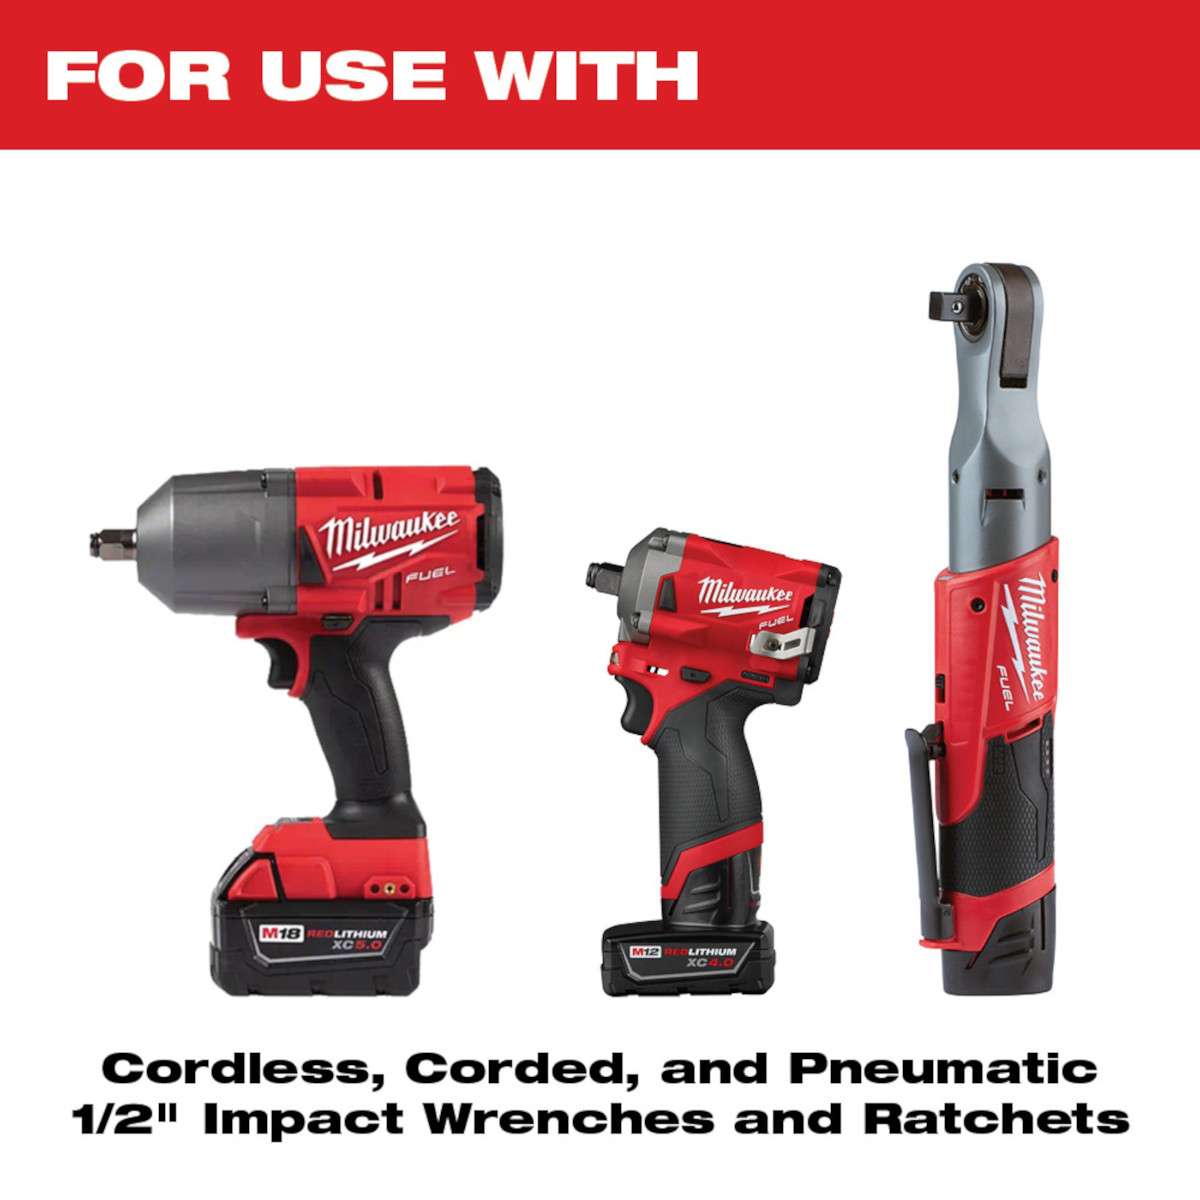 FOR USE WITH
Milwaukee
FUEL
M18 REDLITHIUM
XC5.0
Milwaukee
FUEL
M12 REDLITHIUM
XC4.0
Milwaukee
FUEL
Cordless, Corded, and Pneumatic
1/2" Impact Wrenches and Ratchets